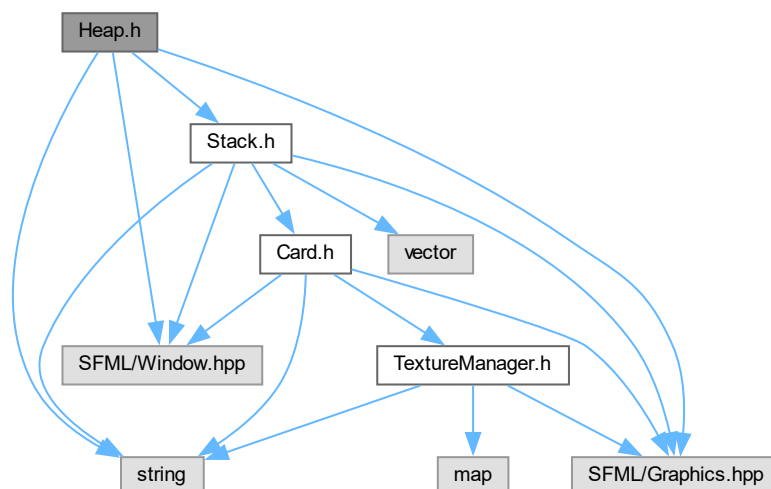 Heap.h
Stack.h
Card.h
vector
SFML/Window.hpp
TextureManager.h
string
map
SFML/Graphics.hpp